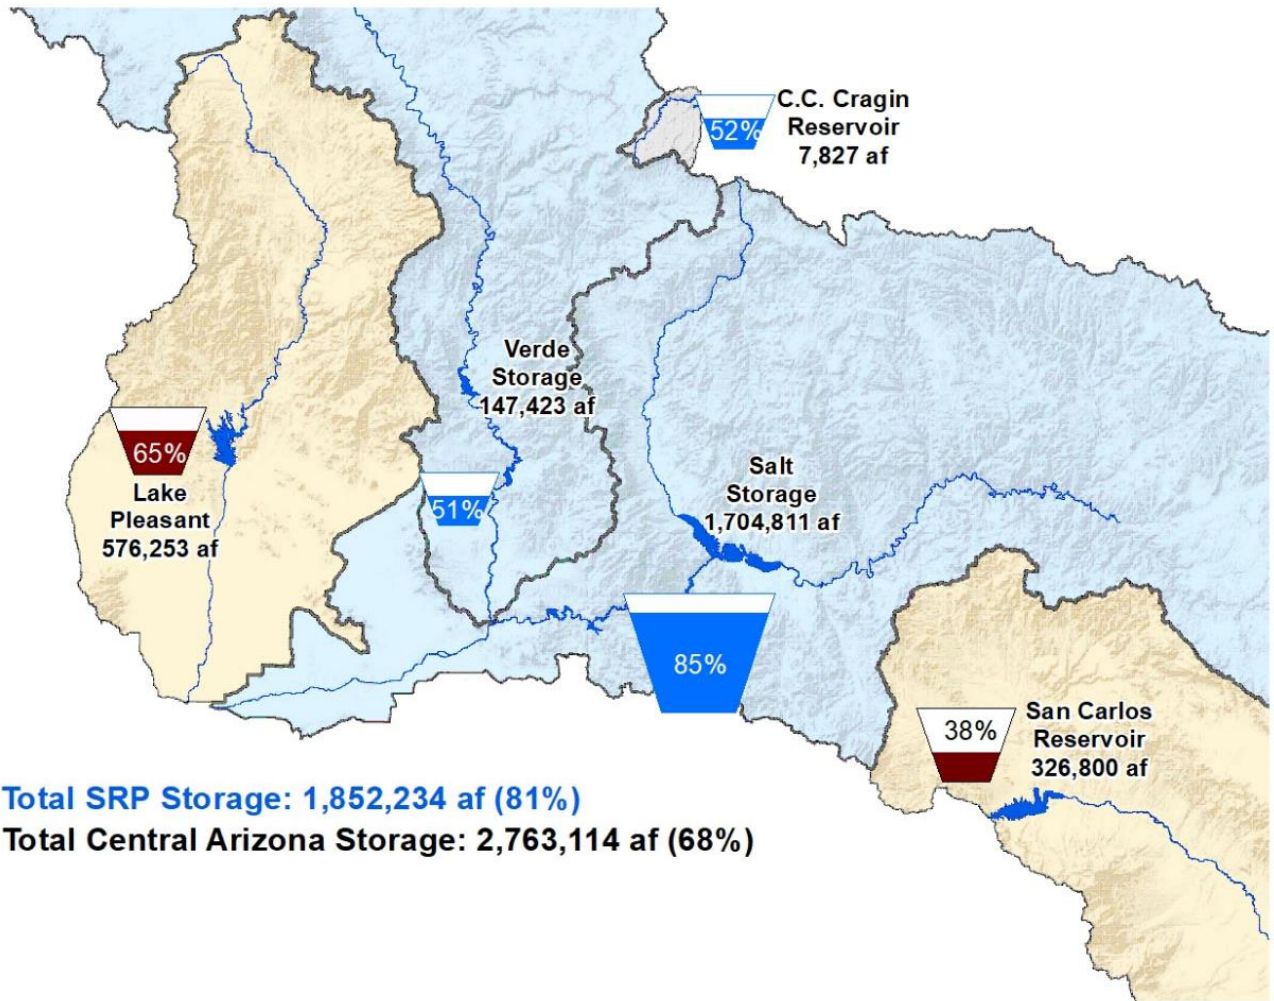 C.C. Cragin
Reservoir
7,827 af
52%
Verde
Storage
147,423 af
51%
65%
Lake
Pleasant
576,253 af
Salt
Storage
1,704,811 af
85%
38%
San Carlos
Reservoir
326,800 af
Total SRP Storage: 1,852,234 af (81%)
Total Central Arizona Storage: 2,763,114 af (68%)